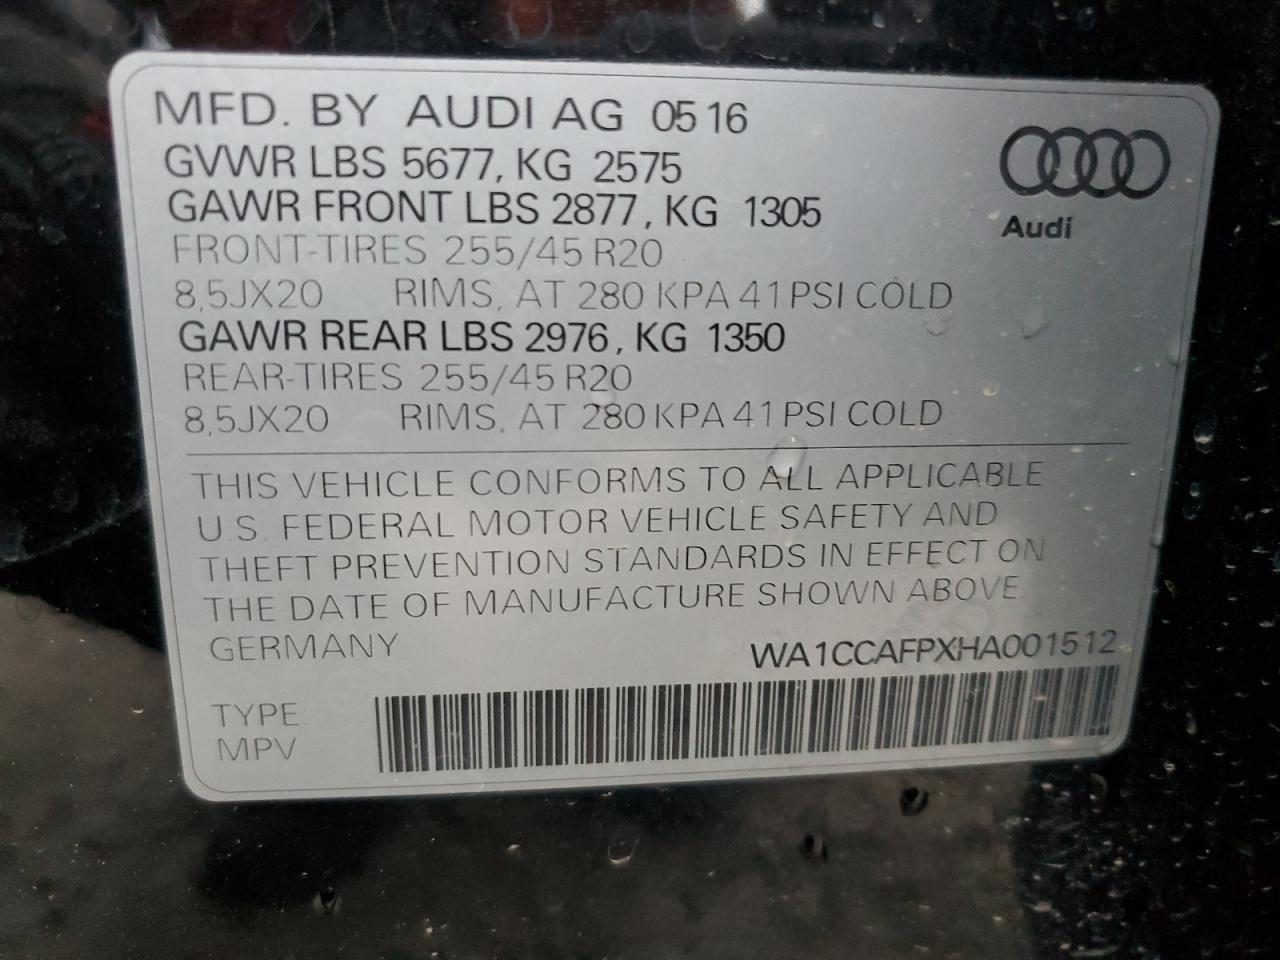 MFD. BY AUDI AG 05 16
GVWR LBS 5677, KG 2575
GAWR FRONT LBS 2877, KG 1305
FRONT-TIRES 255/45 R20
8,5JX20 RIMS, AT 280 KPA 41 PSI COLD
GAWR REAR LBS 2976, KG 1350
REAR-TIRES 255/45 R20
8,5JX20 RIMS, AT 280 KPA 41 PSI COLD
Audi
THIS VEHICLE CONFORMS TO ALL APPLICABLE
U.S. FEDERAL MOTOR VEHICLE SAFETY AND
THEFT PREVENTION STANDARDS IN EFFECT ON
THE DATE OF MANUFACTURE SHOWN ABOVE.
GERMANY WA1CCAFPXHA001512
TYPE:
MPV